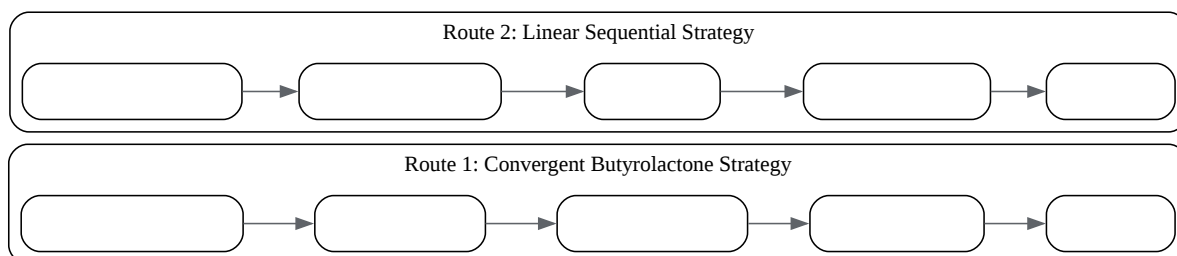 Route 2: Linear Sequential Strategy
Route 1: Convergent Butyrolactone Strategy